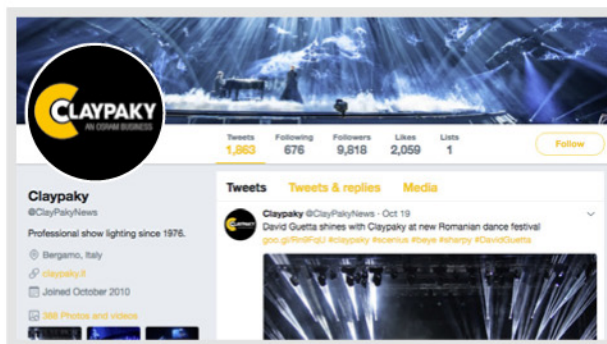 CLAYPAKY
AN OSRAM BUSINESS
Tweets Following Followers Likes Lists
1,863 676 9,818 2,059 1
Follow
Claypaky
@ClayPakyNews
Professional show lighting since 1976.
Bergamo, Italy
claypaky.it
Joined October 2010
388 Photos and videos
Tweets Tweets & replies Media
CLAYPAKY
Claypaky @ClayPakyNews · Oct 19
David Guetta shines with Claypaky at new Romanian dance festival
#claypaky #scenius #beye #sharpy #DavidGuetta